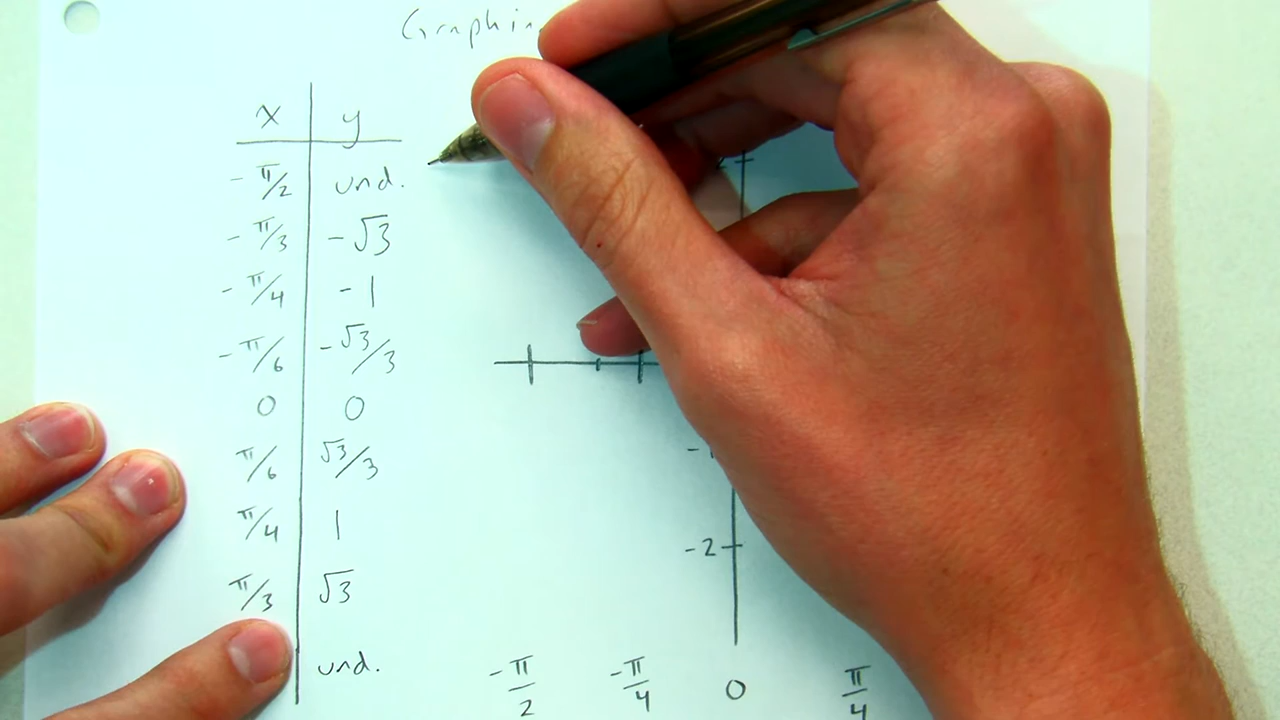 Graphin
x y
-π/2 und.
-π/3 -√3
-π/4 -1
-π/6 -√3/3
0 0
π/6 √3/3
π/4 1
π/3 √3
und.
-2
-π/2 -π/4 0 π/4